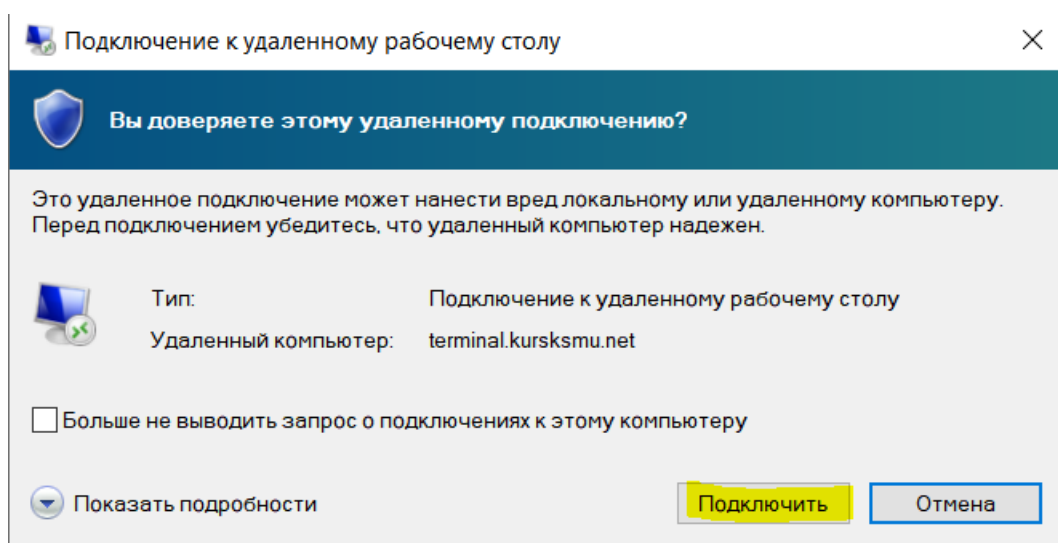 Подключение к удаленному рабочему столу
Вы доверяете этому удаленному подключению?
Это удаленное подключение может нанести вред локальному или удаленному компьютеру.
Перед подключением убедитесь, что удаленный компьютер надежен.
Тип: Подключение к удаленному рабочему столу
Удаленный компьютер: terminal.kursksmu.net
Больше не выводить запрос о подключениях к этому компьютеру
Показать подробности Подключить Отмена